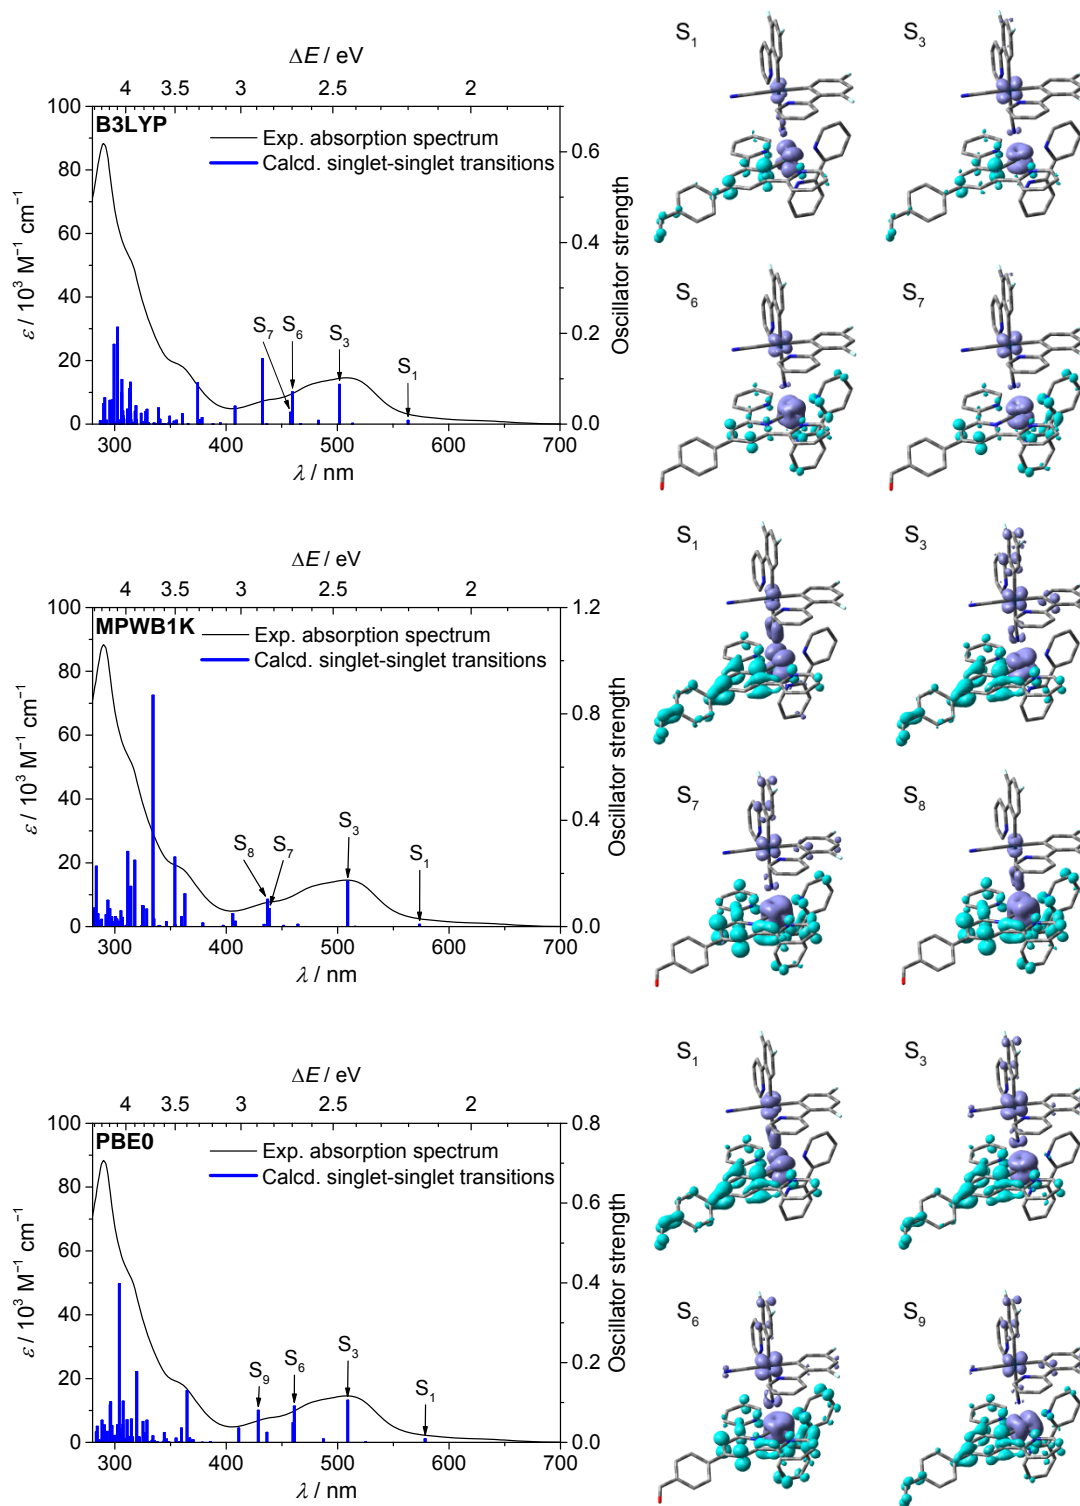 ΔE / eV
4 3.5 3 2.5 2
100
80
60
40
20
0
ε / 10³ M⁻¹ cm⁻¹
B3LYP
Exp. absorption spectrum
Calcd. singlet-singlet transitions
S₇ S₆ S₃ S₁
0.6
0.4
0.2
0.0
Oscillator strength
300 400 500 600 700
λ / nm
S₁ S₃
S₆ S₇
ΔE / eV
4 3.5 3 2.5 2
100
80
60
40
20
0
ε / 10³ M⁻¹ cm⁻¹
MPWB1K
Exp. absorption spectrum
Calcd. singlet-singlet transitions
S₈ S₇ S₃ S₁
1.2
0.8
0.4
0.0
Oscillator strength
300 400 500 600 700
λ / nm
S₁ S₃
S₇ S₈
ΔE / eV
4 3.5 3 2.5 2
100
80
60
40
20
0
ε / 10³ M⁻¹ cm⁻¹
PBE0
Exp. absorption spectrum
Calcd. singlet-singlet transitions
S₉ S₆ S₃ S₁
0.8
0.6
0.4
0.2
0.0
Oscillator strength
300 400 500 600 700
λ / nm
S₁ S₃
S₆ S₉